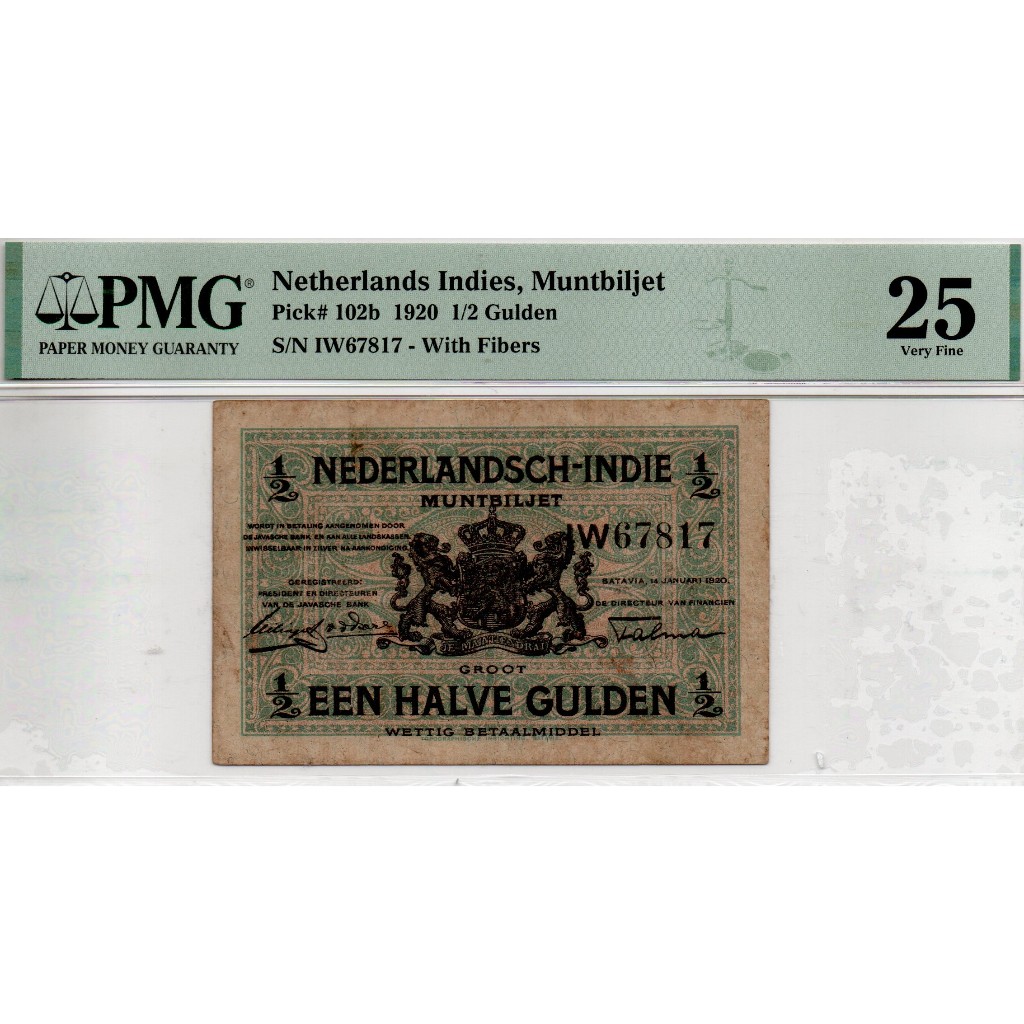 PMG®
PAPER MONEY GUARANTY
Netherlands Indies, Muntbiljet
Pick# 102b 1920 1/2 Gulden
S/N IW67817 - With Fibers
25
Very Fine
½ NEDERLANDSCH-INDIE ½
MUNTBILJET
WORDT IN BETALING AANGENOMEN DOOR
DE JAVASCHE BANK EN AAN ALLE LANDSKASSEN.
INWISSELBAAR IN ZILVER NA AANKONDIGING.
IW67817
GEREGISTREERD:
PRESIDENT EN DIRECTEUREN
VAN DE JAVASCHE BANK
BATAVIA, 14 JANUARI 1920.
DE DIRECTEUR VAN FINANCIEN
Talma
JE MAINTIENDRAI
GROOT
½ EEN HALVE GULDEN ½
WETTIG BETAALMIDDEL